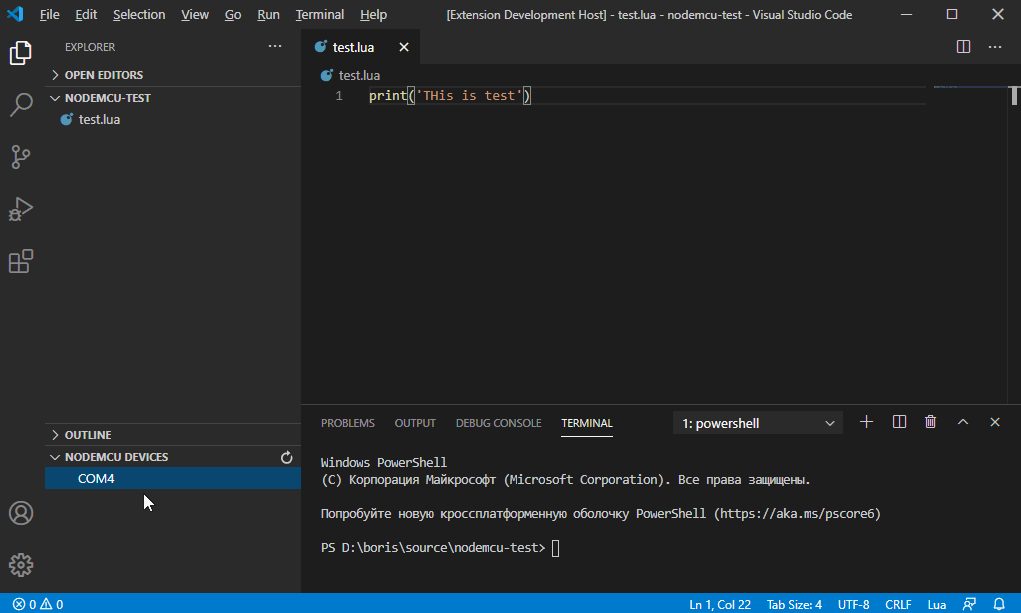 File Edit Selection View Go Run Terminal Help [Extension Development Host] - test.lua - nodemcu-test - Visual Studio Code
EXPLORER
OPEN EDITORS
NODEMCU-TEST
test.lua
OUTLINE
NODEMCU DEVICES
COM4
test.lua
test.lua
1 print('THis is test')
PROBLEMS OUTPUT DEBUG CONSOLE TERMINAL 1: powershell
Windows PowerShell
(C) Корпорация Майкрософт (Microsoft Corporation). Все права защищены.
Попробуйте новую кроссплатформенную оболочку PowerShell (https://aka.ms/pscore6)
PS D:\boris\source\nodemcu-test>
0 0 Ln 1, Col 22 Tab Size: 4 UTF-8 CRLF Lua